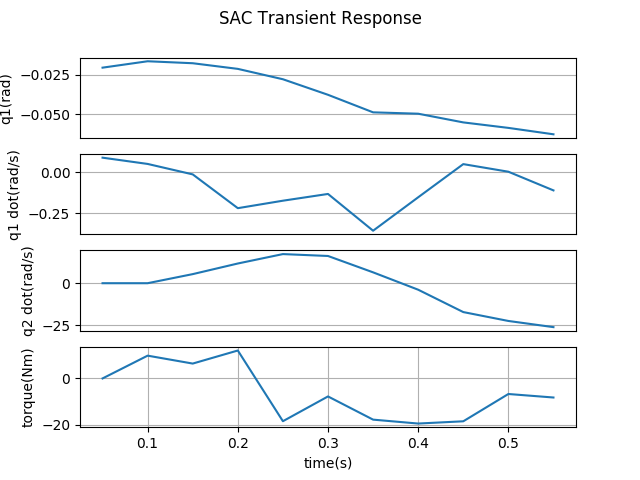 SAC Transient Response
q1(rad)
−0.025
−0.050
q1 dot(rad/s)
0.00
−0.25
q2 dot(rad/s)
0
−25
torque(Nm)
0
−20
0.1 0.2 0.3 0.4 0.5
time(s)